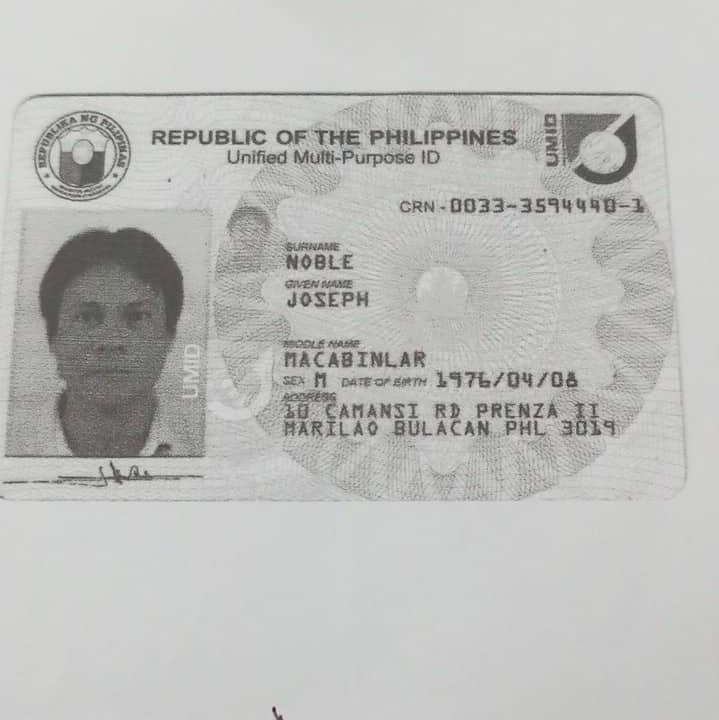 REPUBLIKA NG PILIPINAS
REPUBLIC OF THE PHILIPPINES
Unified Multi-Purpose ID
UMID
CRN - 0033-3594440-1
SURNAME
NOBLE
GIVEN NAME
JOSEPH
MIDDLE NAME
MACABINLAR
SEX M DATE OF BIRTH 1976/04/08
ADDRESS
10 CAMANSI RD PRENZA II
MARILAO BULACAN PHL 3019
UMID